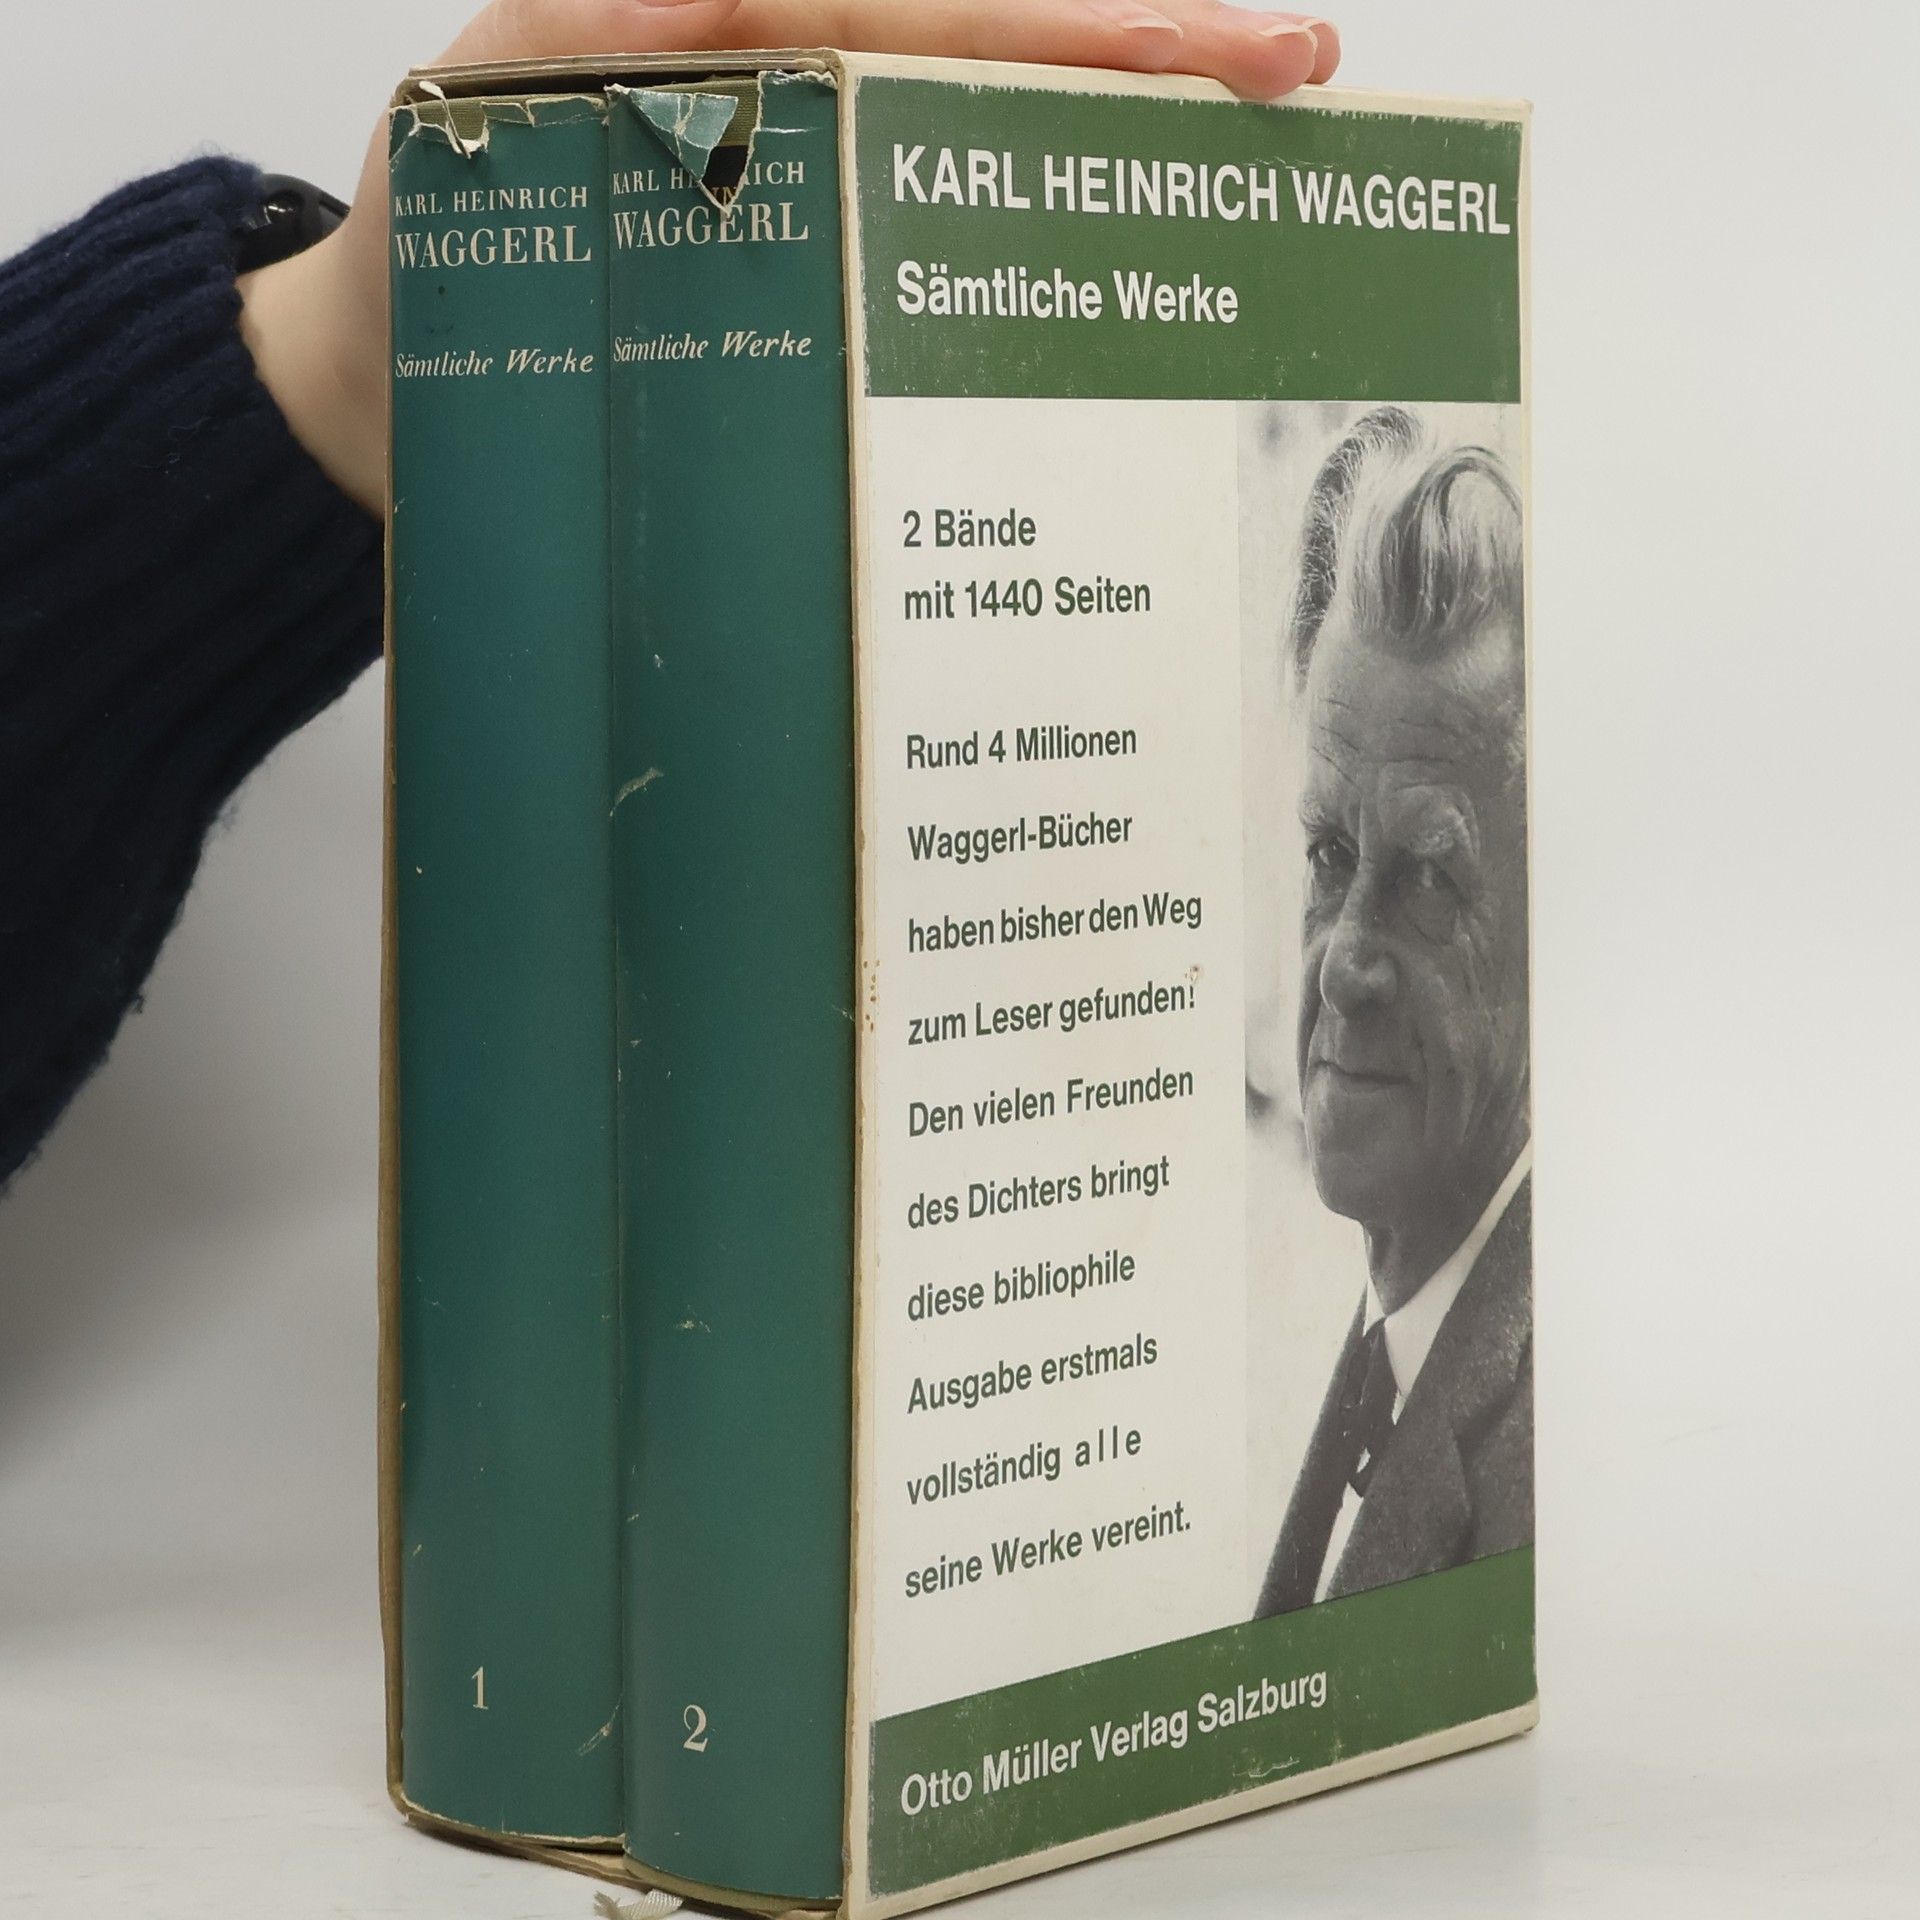 KARL HEINRICH
WAGGERL
Sämtliche Werke
1
KARL HEINRICH
WAGGERL
Sämtliche Werke
2
KARL HEINRICH WAGGERL
Sämtliche Werke
2 Bände
mit 1440 Seiten
Rund 4 Millionen
Waggerl-Bücher
haben bisher den Weg
zum Leser gefunden!
Den vielen Freunden
des Dichters bringt
diese bibliophile
Ausgabe erstmals
vollständig alle
seine Werke vereint.
Otto Müller Verlag Salzburg